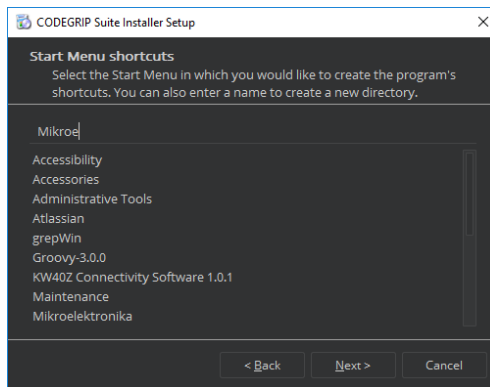 CODEGRIP Suite Installer Setup
Start Menu shortcuts
Select the Start Menu in which you would like to create the program's
shortcuts. You can also enter a name to create a new directory.
Mikroe
Accessibility
Accessories
Administrative Tools
Atlassian
grepWin
Groovy-3.0.0
KW40Z Connectivity Software 1.0.1
Maintenance
Mikroelektronika
< Back
Next >
Cancel